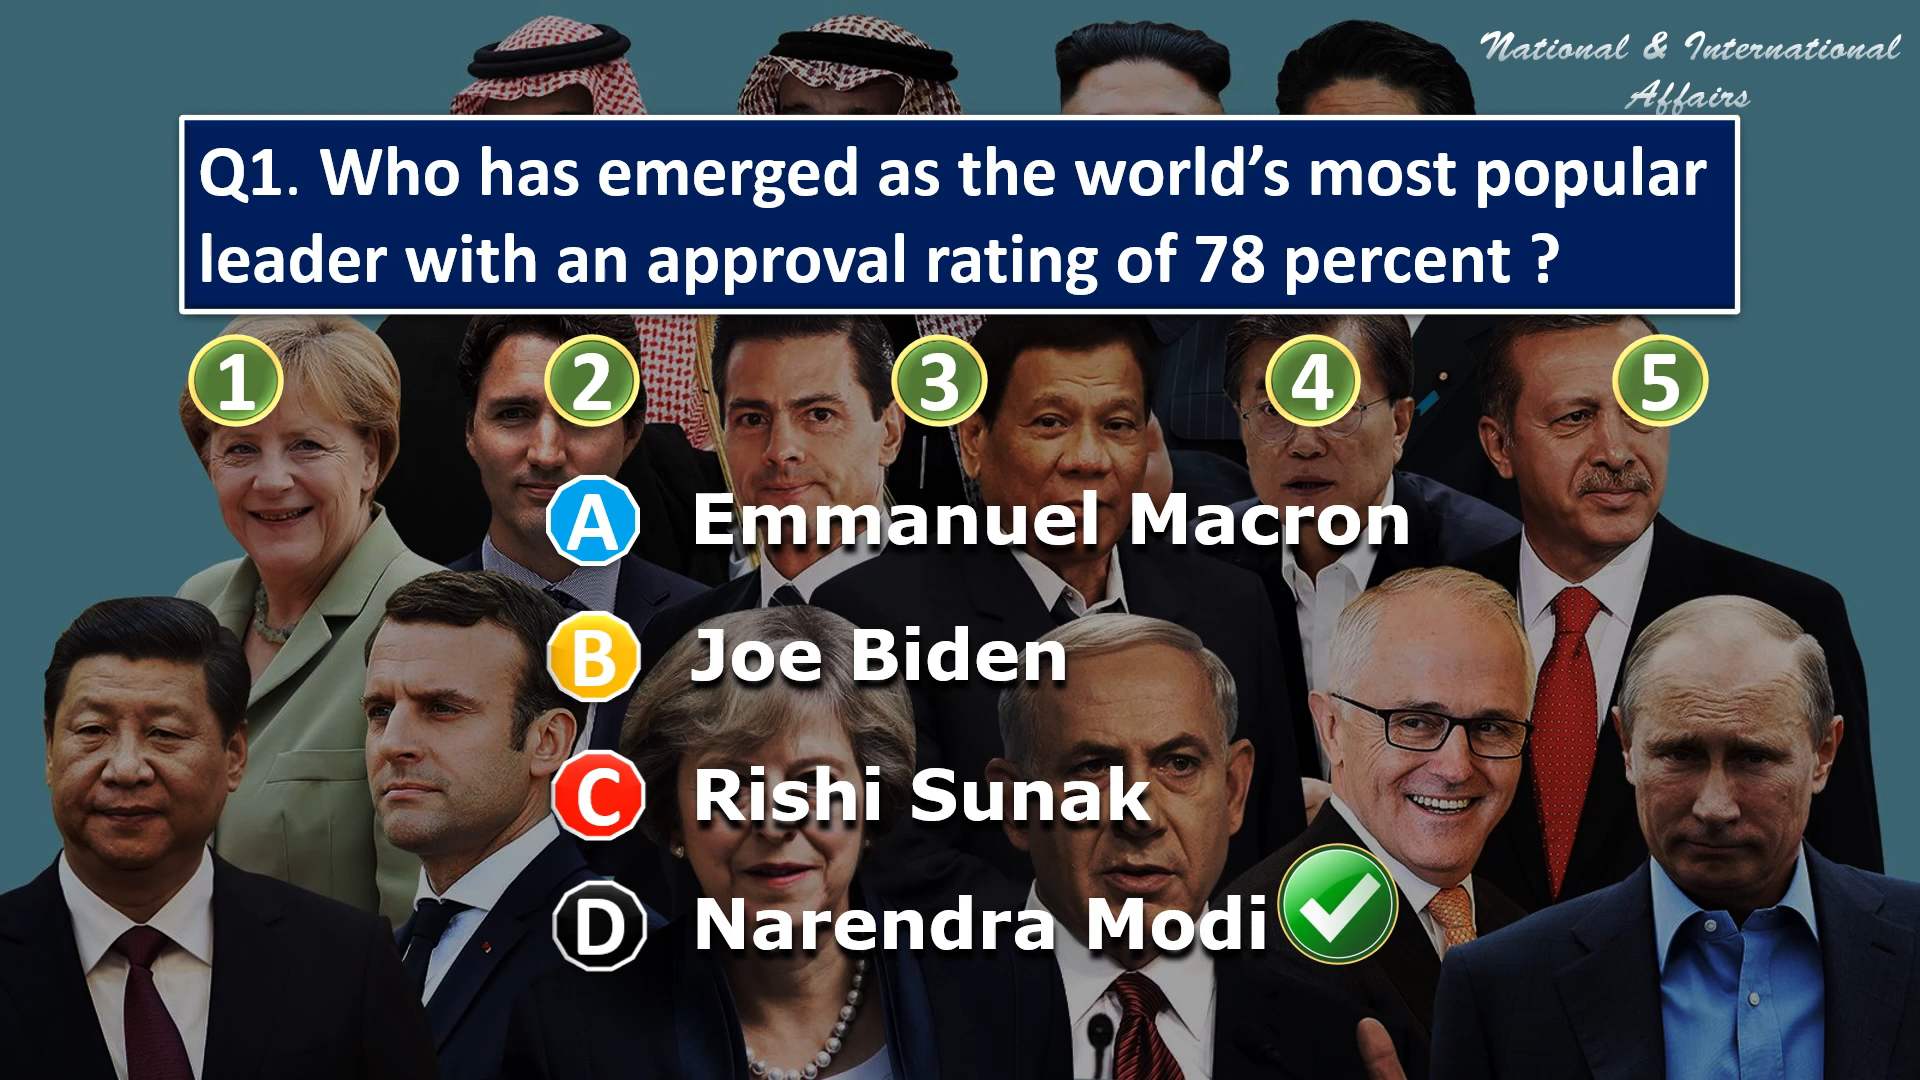 National & International
Affairs
Q1. Who has emerged as the world’s most popular
leader with an approval rating of 78 percent ?
1 2 3 4 5
A Emmanuel Macron
B Joe Biden
C Rishi Sunak
D Narendra Modi